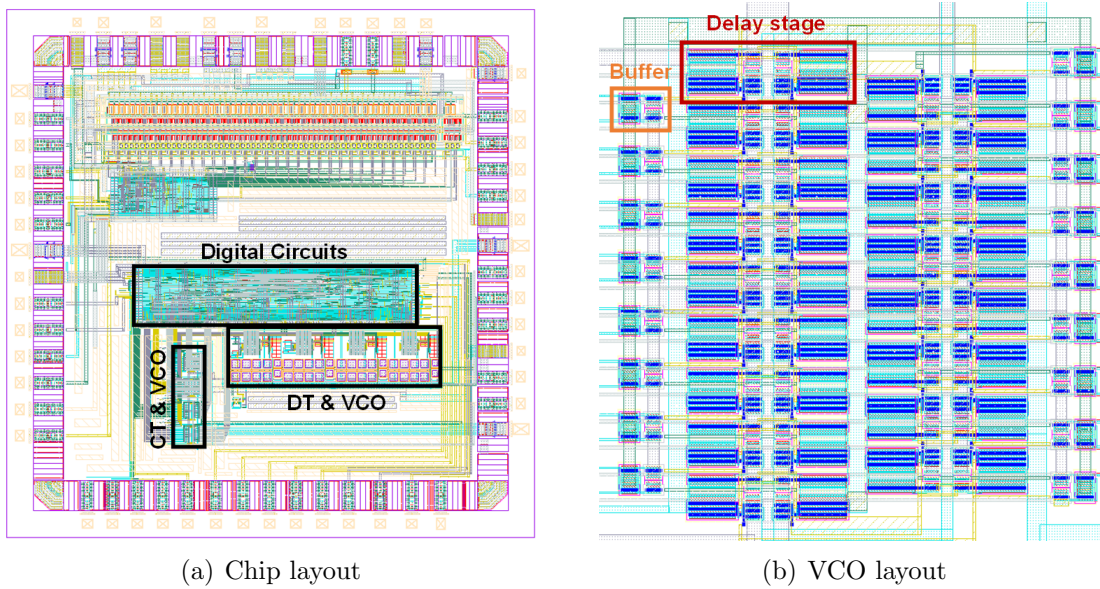 Digital Circuits
CT & VCO
DT & VCO
(a) Chip layout
Delay stage
Buffer
(b) VCO layout